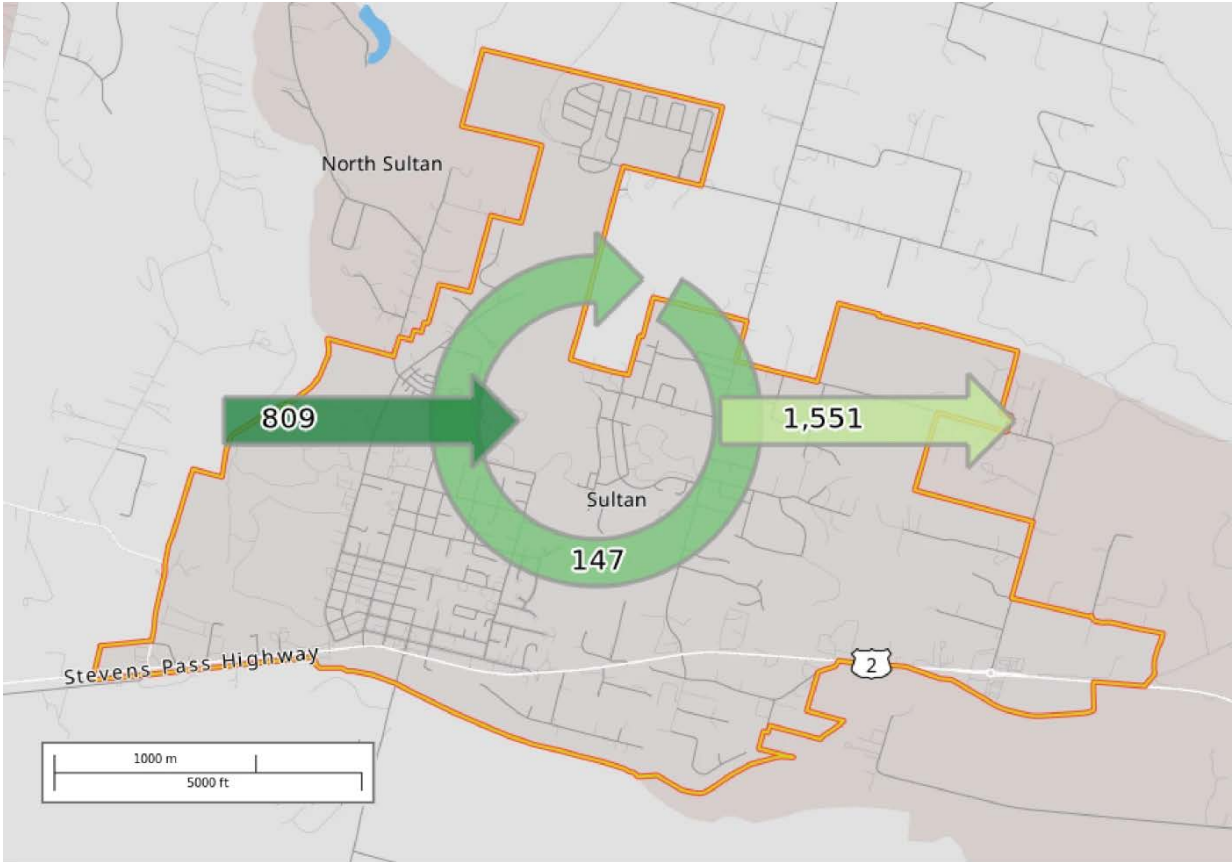 North Sultan
809
1,551
Sultan
147
Stevens Pass Highway
2
1000 m
5000 ft